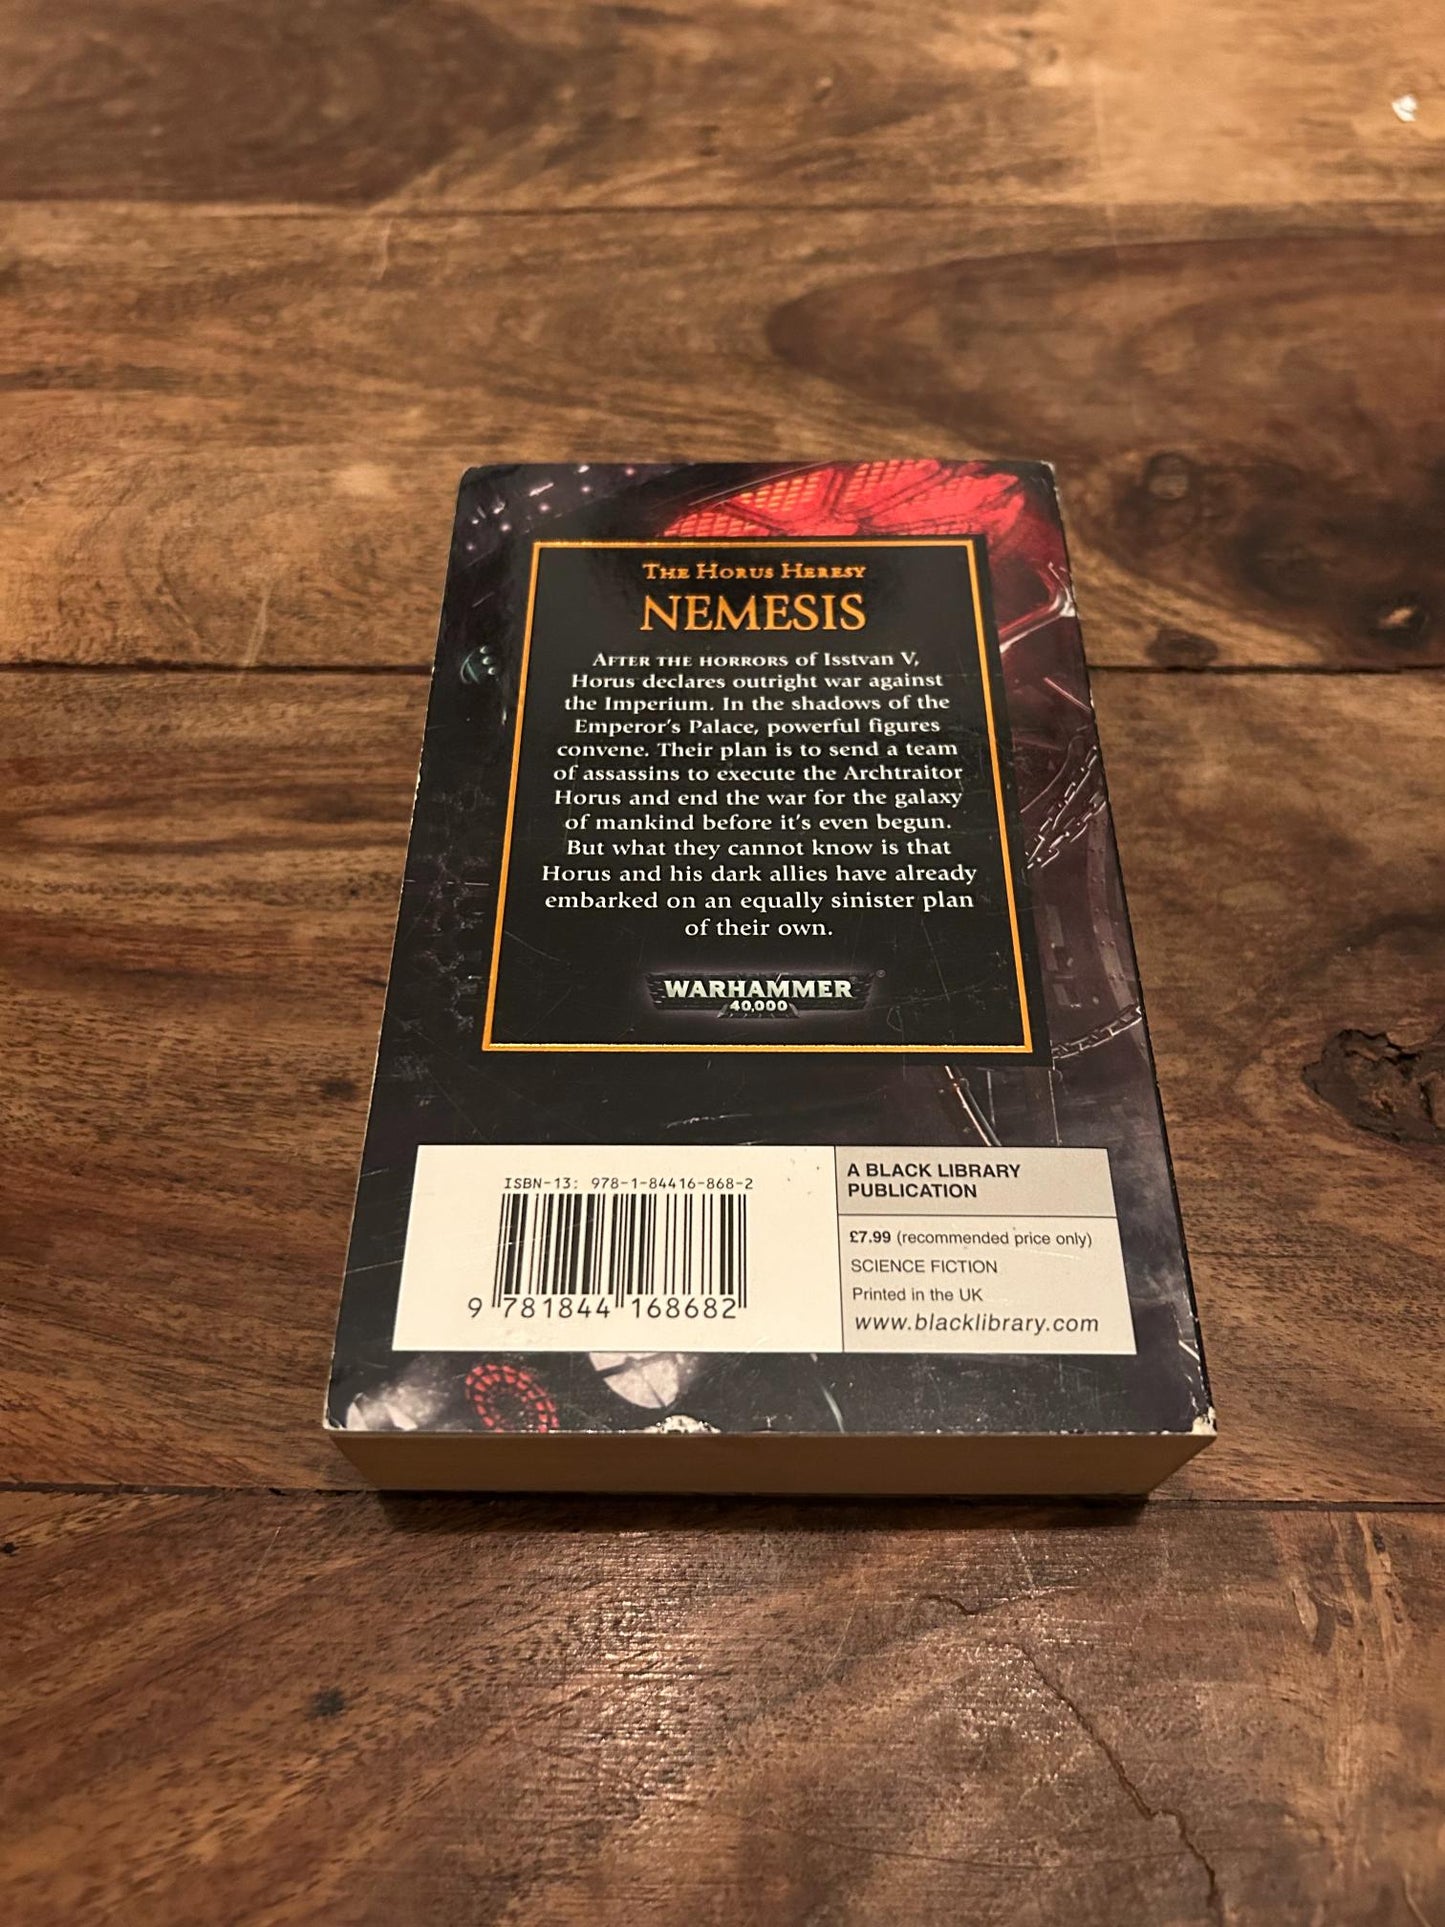 THE HORUS HERESY
NEMESIS
AFTER THE HORRORS of Isstvan V,
Horus declares outright war against
the Imperium. In the shadows of the
Emperor's Palace, powerful figures
convene. Their plan is to send a team
of assassins to execute the Archtraitor
Horus and end the war for the galaxy
of mankind before it's even begun.
But what they cannot know is that
Horus and his dark allies have already
embarked on an equally sinister plan
of their own.
WARHAMMER®
40,000
ISBN-13: 978-1-84416-868-2
9 781844 168682
A BLACK LIBRARY
PUBLICATION
£7.99 (recommended price only)
SCIENCE FICTION
Printed in the UK
www.blacklibrary.com